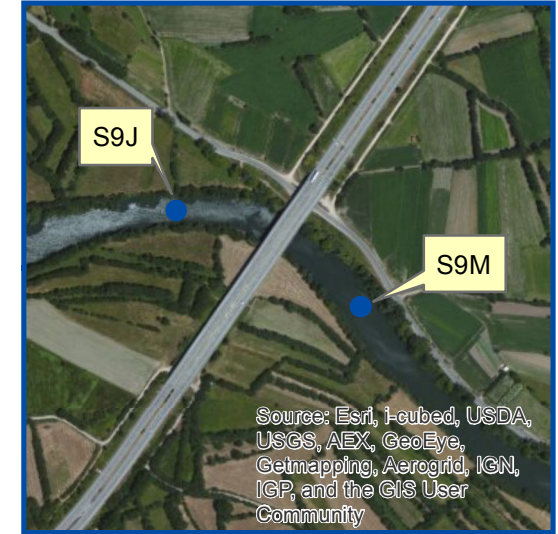 S9J
S9M
Source: Esri, i-cubed, USDA,
USGS, AEX, GeoEye,
Getmapping, Aerogrid, IGN,
IGP, and the GIS User
Community